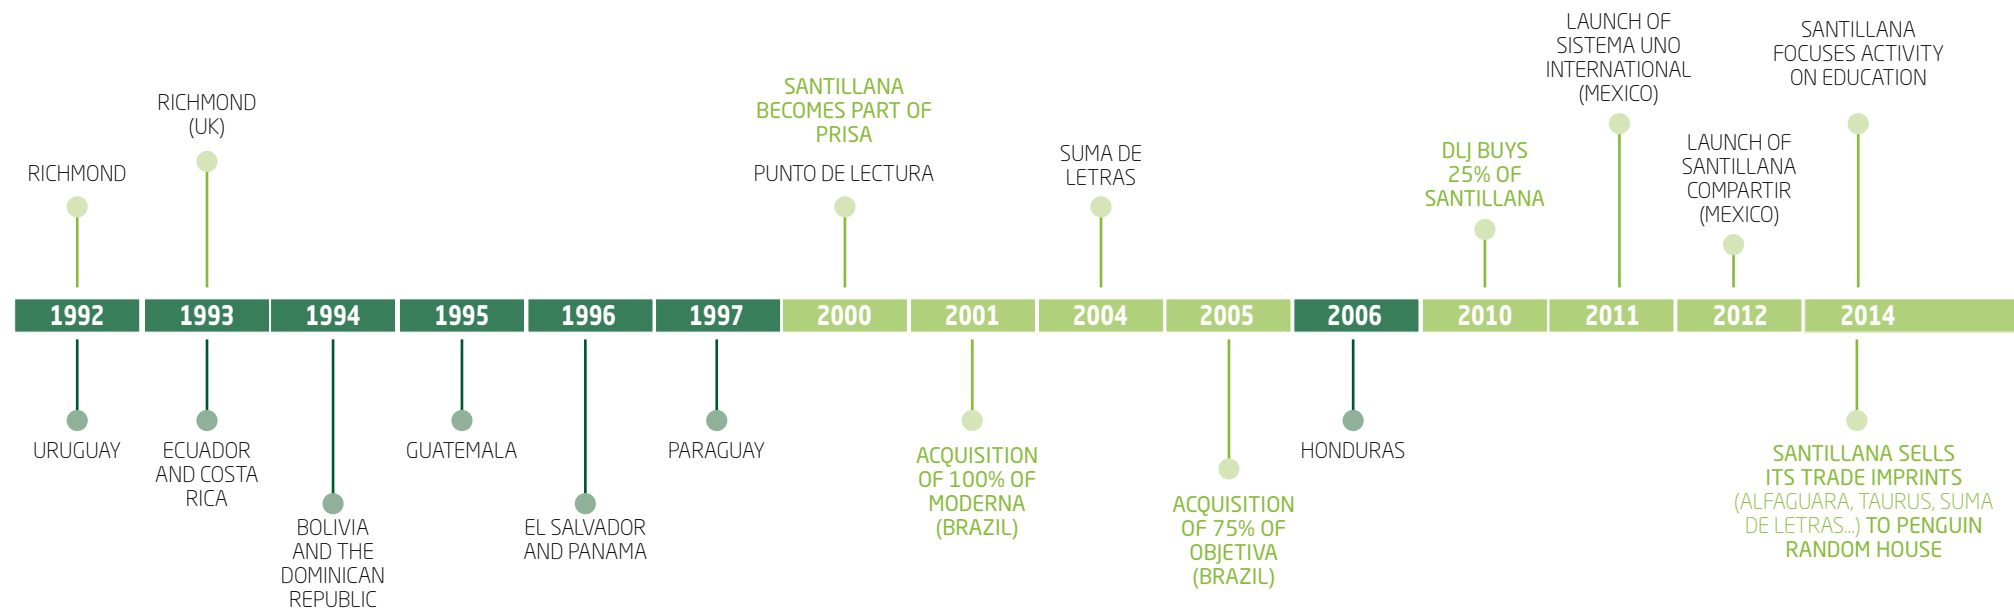 RICHMOND
RICHMOND
(UK)
SANTILLANA
BECOMES PART OF
PRISA
PUNTO DE LECTURA
SUMA DE
LETRAS
DLJ BUYS
25% OF
SANTILLANA
LAUNCH OF
SISTEMA UNO
INTERNATIONAL
(MEXICO)
LAUNCH OF
SANTILLANA
COMPARTIR
(MEXICO)
SANTILLANA
FOCUSES ACTIVITY
ON EDUCATION
1992 1993 1994 1995 1996 1997 2000 2001 2004 2005 2006 2010 2011 2012 2014
URUGUAY
ECUADOR
AND COSTA
RICA
BOLIVIA
AND THE
DOMINICAN
REPUBLIC
GUATEMALA
EL SALVADOR
AND PANAMA
PARAGUAY
ACQUISITION
OF 100% OF
MODERNA
(BRAZIL)
ACQUISITION
OF 75% OF
OBJETIVA
(BRAZIL)
HONDURAS
SANTILLANA SELLS
ITS TRADE IMPRINTS
(ALFAGUARA, TAURUS, SUMA
DE LETRAS...) TO PENGUIN
RANDOM HOUSE